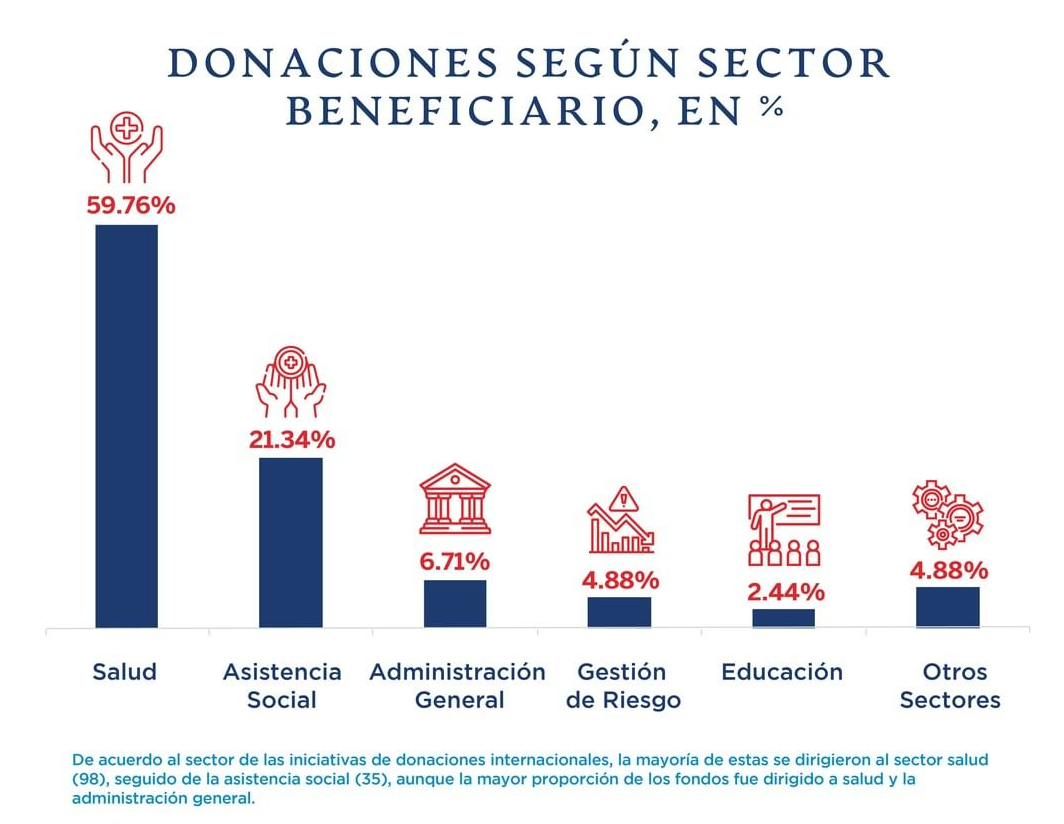 DONACIONES SEGÚN SECTOR
BENEFICIARIO, EN %
59.76%
21.34%
6.71%
4.88%
2.44%
4.88%
Salud
Asistencia
Social
Administración
General
Gestión
de Riesgo
Educación
Otros
Sectores
De acuerdo al sector de las iniciativas de donaciones internacionales, la mayoría de estas se dirigieron al sector salud
(98), seguido de la asistencia social (35), aunque la mayor proporción de los fondos fue dirigido a salud y la
administración general.